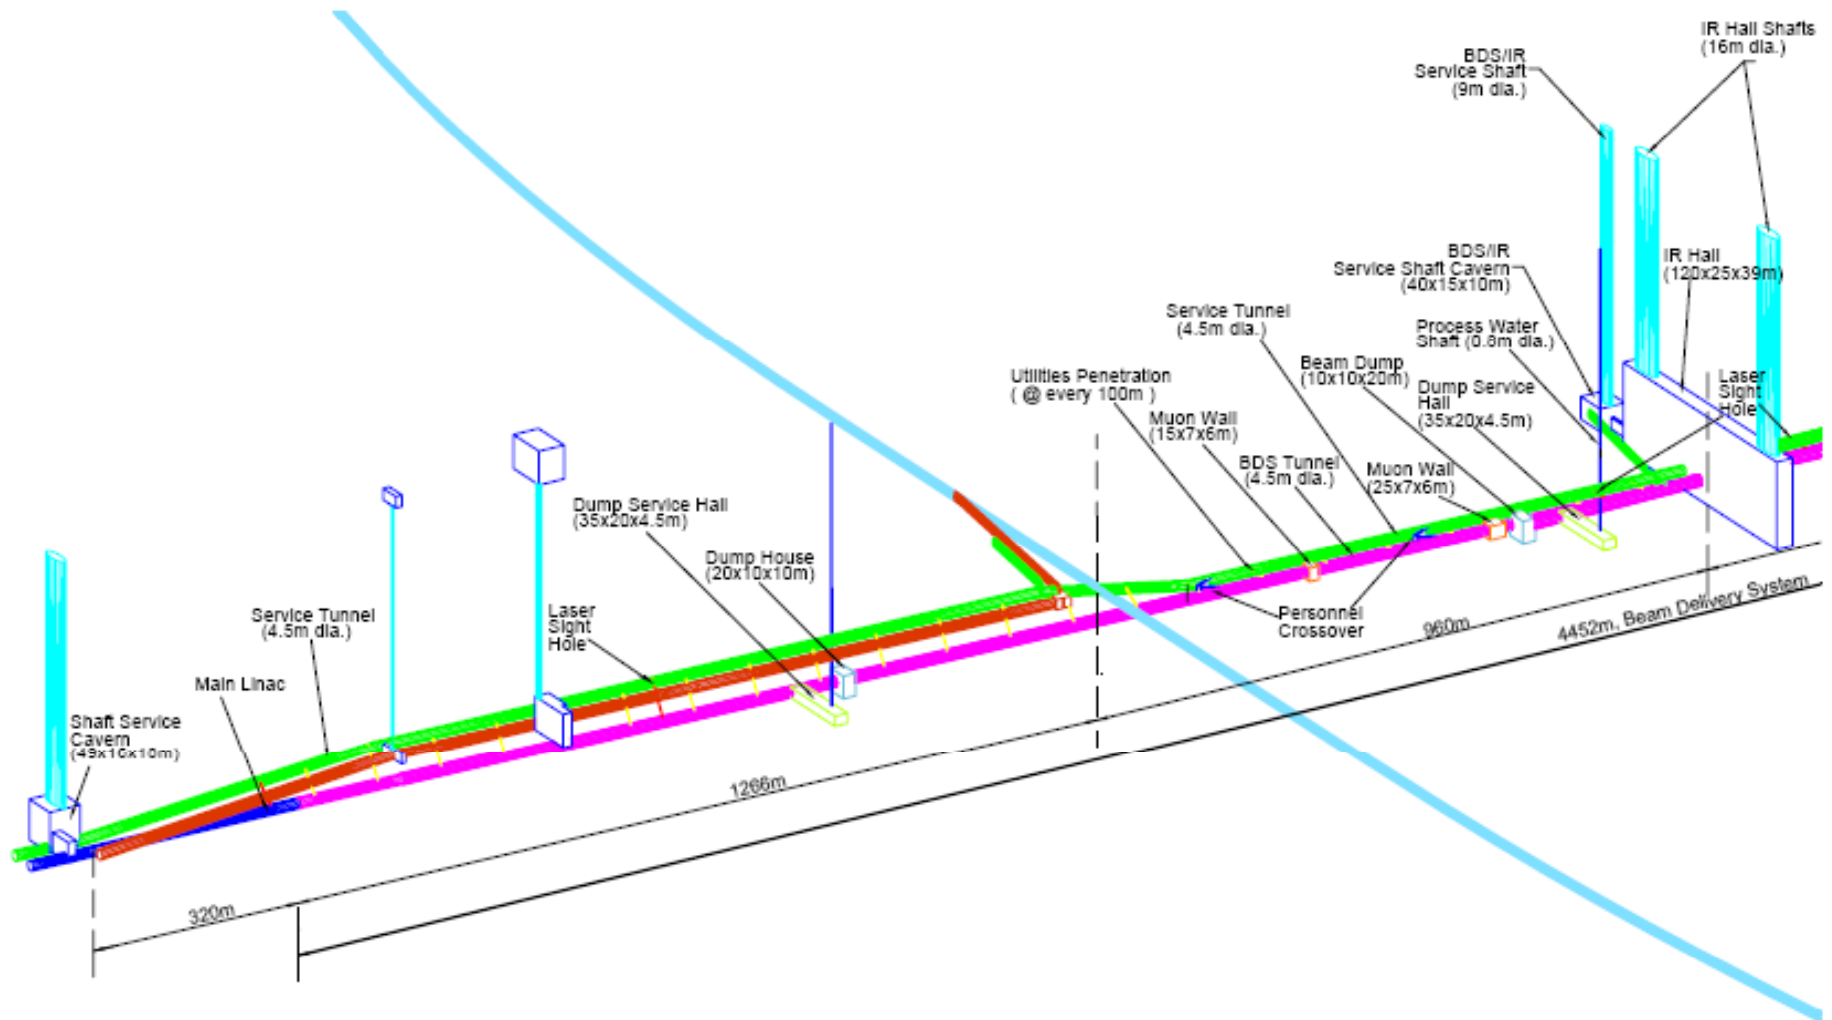 IR Hall Shafts
(16m dia.)
BDS/IR
Service Shaft
(9m dia.)
BDS/IR
Service Shaft Cavern
(40x15x10m)
IR Hall
(120x25x39m)
Service Tunnel
(4.5m dia.)
Process Water
Shaft (0.8m dia.)
Beam Dump
(10x10x20m)
Utilities Penetration
( @ every 100m )
Dump Service
Hall
(35x20x4.5m)
Laser
Sight
Hole
Muon Wall
(15x7x6m)
BDS Tunnel
(4.5m dia.)
Muon Wall
(25x7x6m)
Dump Service Hall
(35x20x4.5m)
Dump House
(20x10x10m)
Laser
Sight
Hole
Service Tunnel
(4.5m dia.)
Personnel
Crossover
Main Linac
Shaft Service
Cavern
(49x16x10m)
960m
4452m, Beam Delivery System
1266m
320m